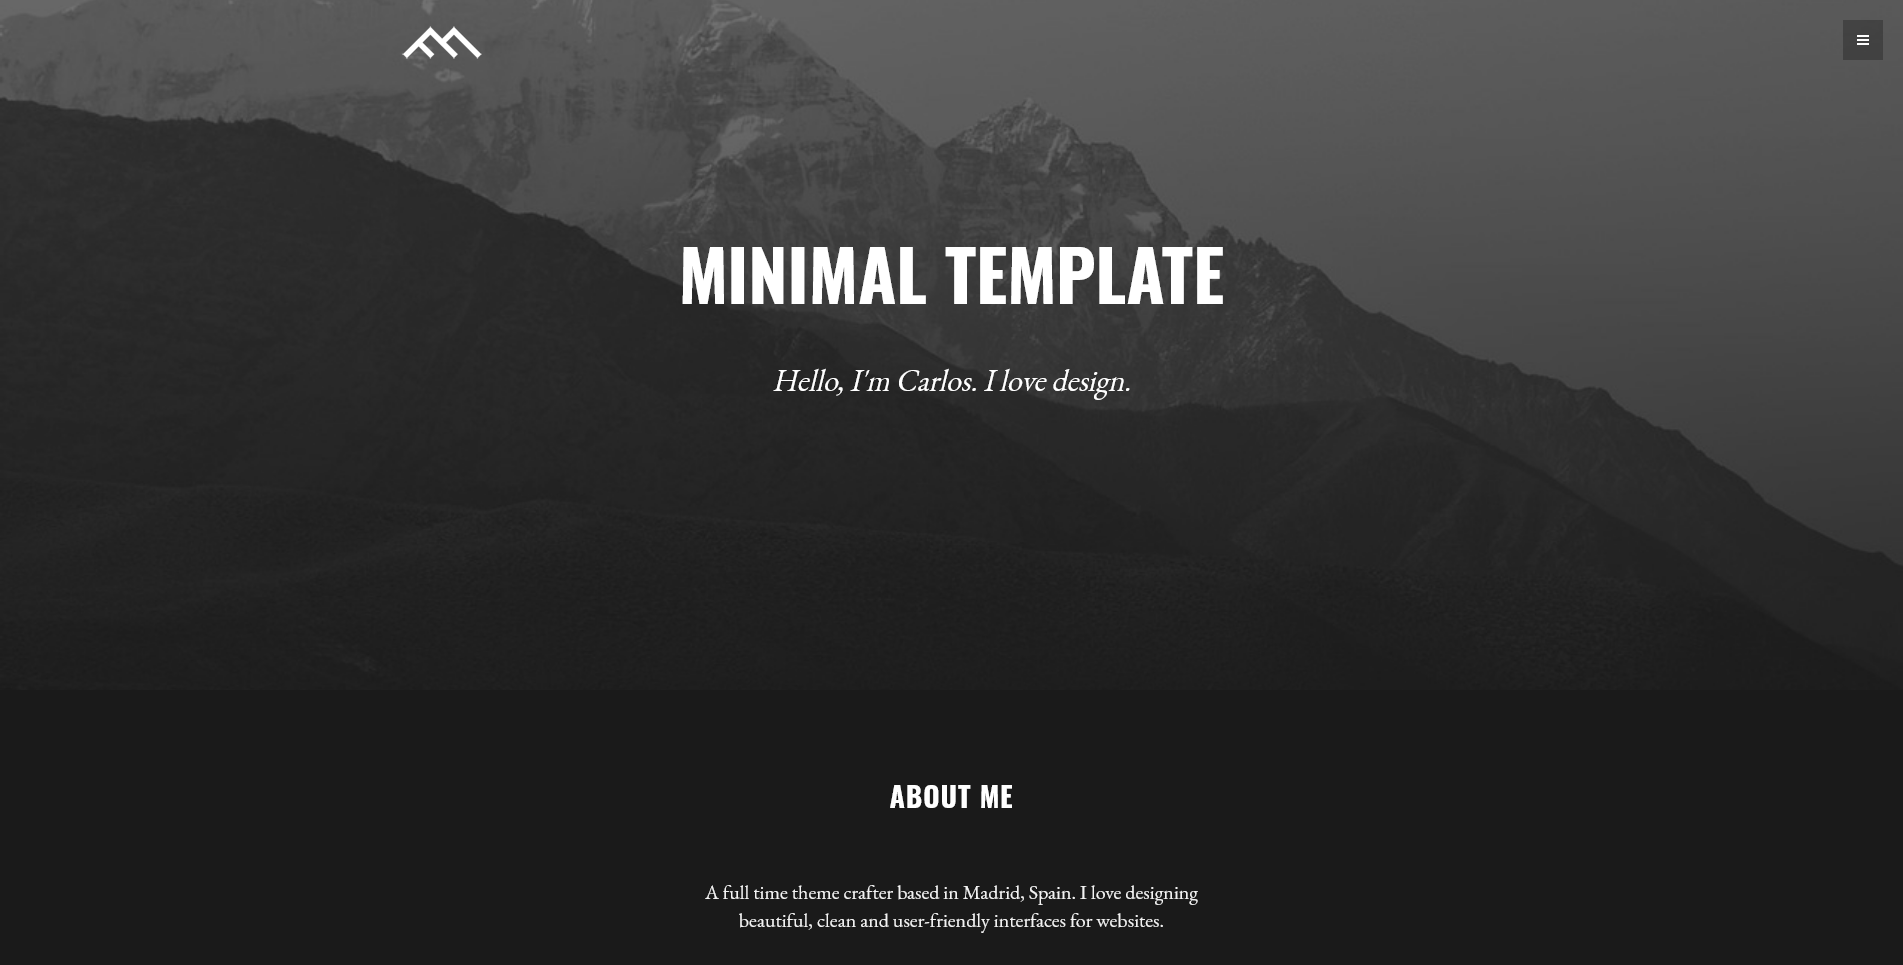 MINIMAL TEMPLATE
Hello, I'm Carlos. I love design.
ABOUT ME
A full time theme crafter based in Madrid, Spain. I love designing
beautiful, clean and user-friendly interfaces for websites.